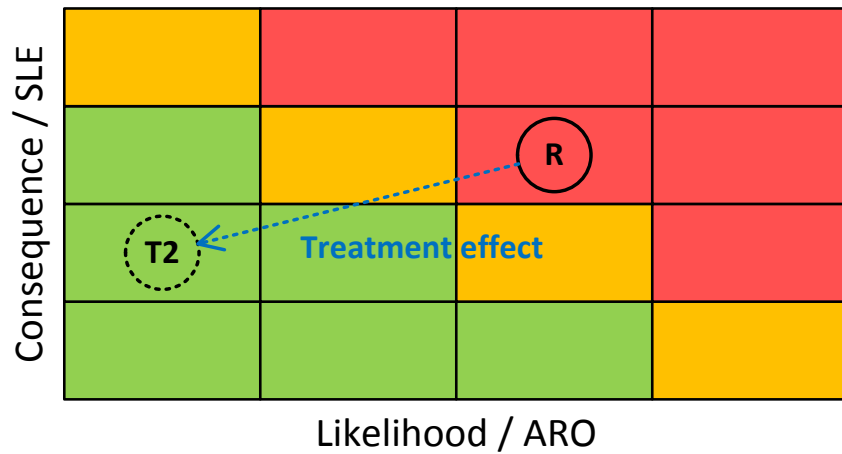 Consequence / SLE
R
T2
Treatment effect
Likelihood / ARO